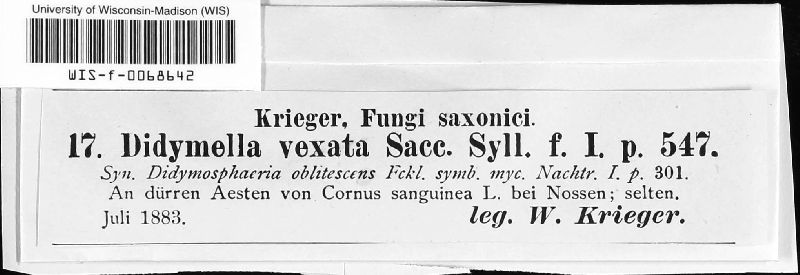 University of Wisconsin-Madison (WIS)
WIS-f-0068642
Krieger, Fungi saxonici.
17. Didymella vexata Sacc. Syll. f. I. p. 547.
Syn. Didymosphaeria oblitescens Fckl. symb. myc. Nachtr. I. p. 301.
An dürren Aesten von Cornus sanguinea L. bei Nossen; selten.
Juli 1883.
leg. W. Krieger.